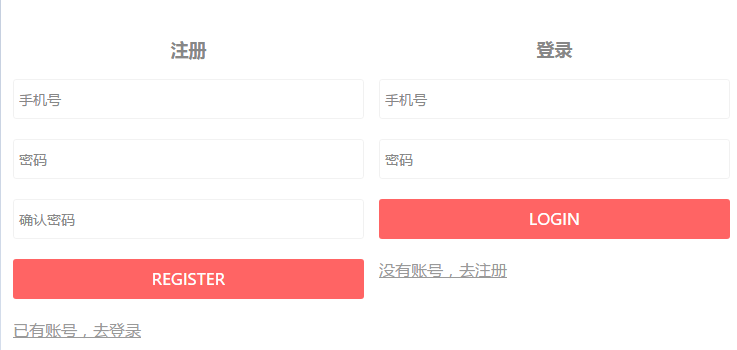 注册
手机号
密码
确认密码
REGISTER
已有账号，去登录
登录
手机号
密码
LOGIN
没有账号，去注册